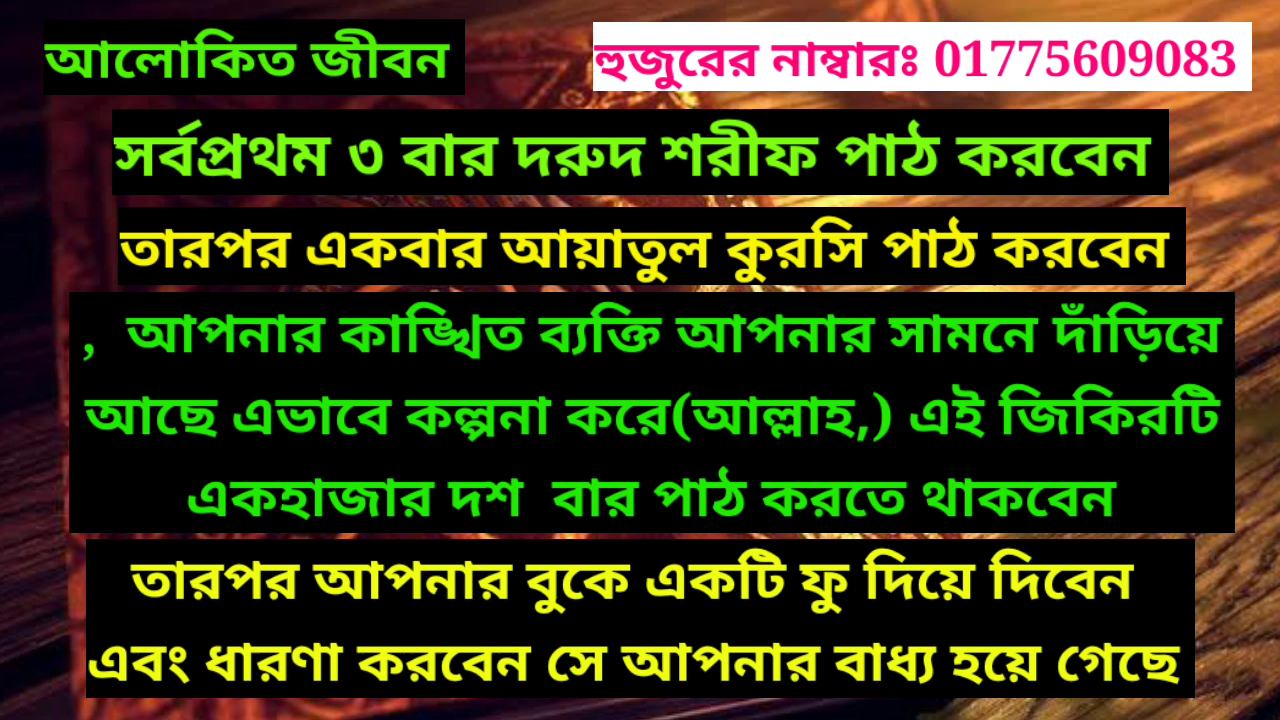 আলোকিত জীবন
হুজুরের নাম্বারঃ 01775609083
সর্বপ্রথম ৩ বার দরুদ শরীফ পাঠ করবেন
তারপর একবার আয়াতুল কুরসি পাঠ করবেন
, আপনার কাঙ্খিত ব্যক্তি আপনার সামনে দাঁড়িয়ে
আছে এভাবে কল্পনা করে(আল্লাহ,) এই জিকিরটি
একহাজার দশ বার পাঠ করতে থাকবেন
তারপর আপনার বুকে একটি ফু দিয়ে দিবেন
এবং ধারণা করবেন সে আপনার বাধ্য হয়ে গেছে